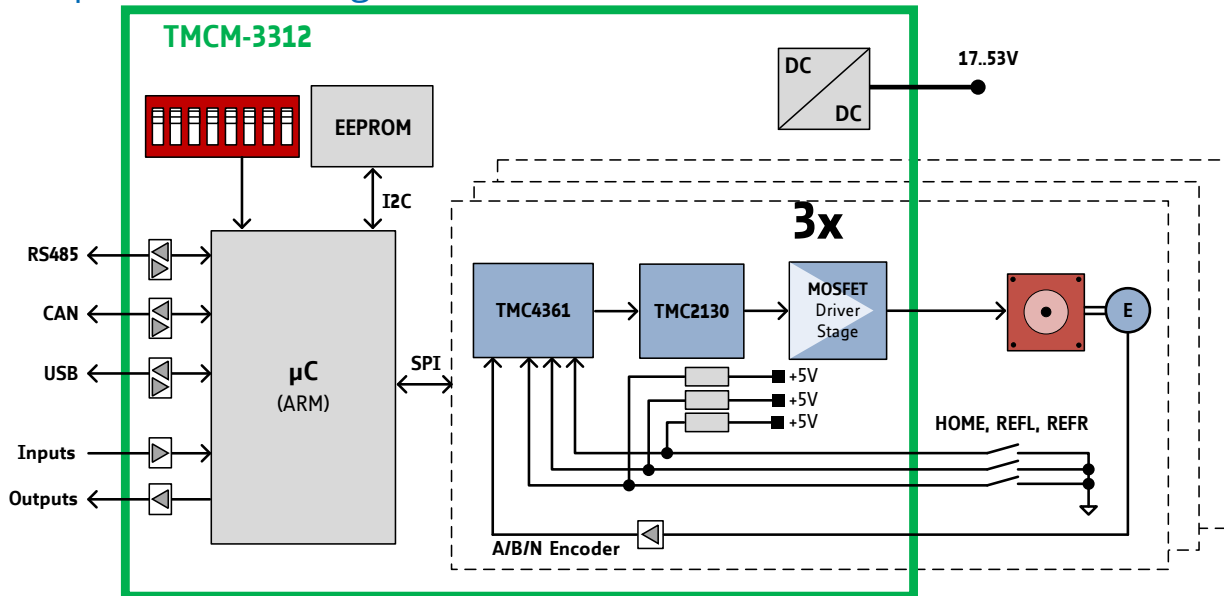 TMCM-3312
DC
DC
17..53V
EEPROM
I2C
3x
RS485
CAN
USB
Inputs
Outputs
µC
(ARM)
SPI
TMC4361
TMC2130
MOSFET
Driver
Stage
E
+5V
+5V
+5V
HOME, REFL, REFR
A/B/N Encoder